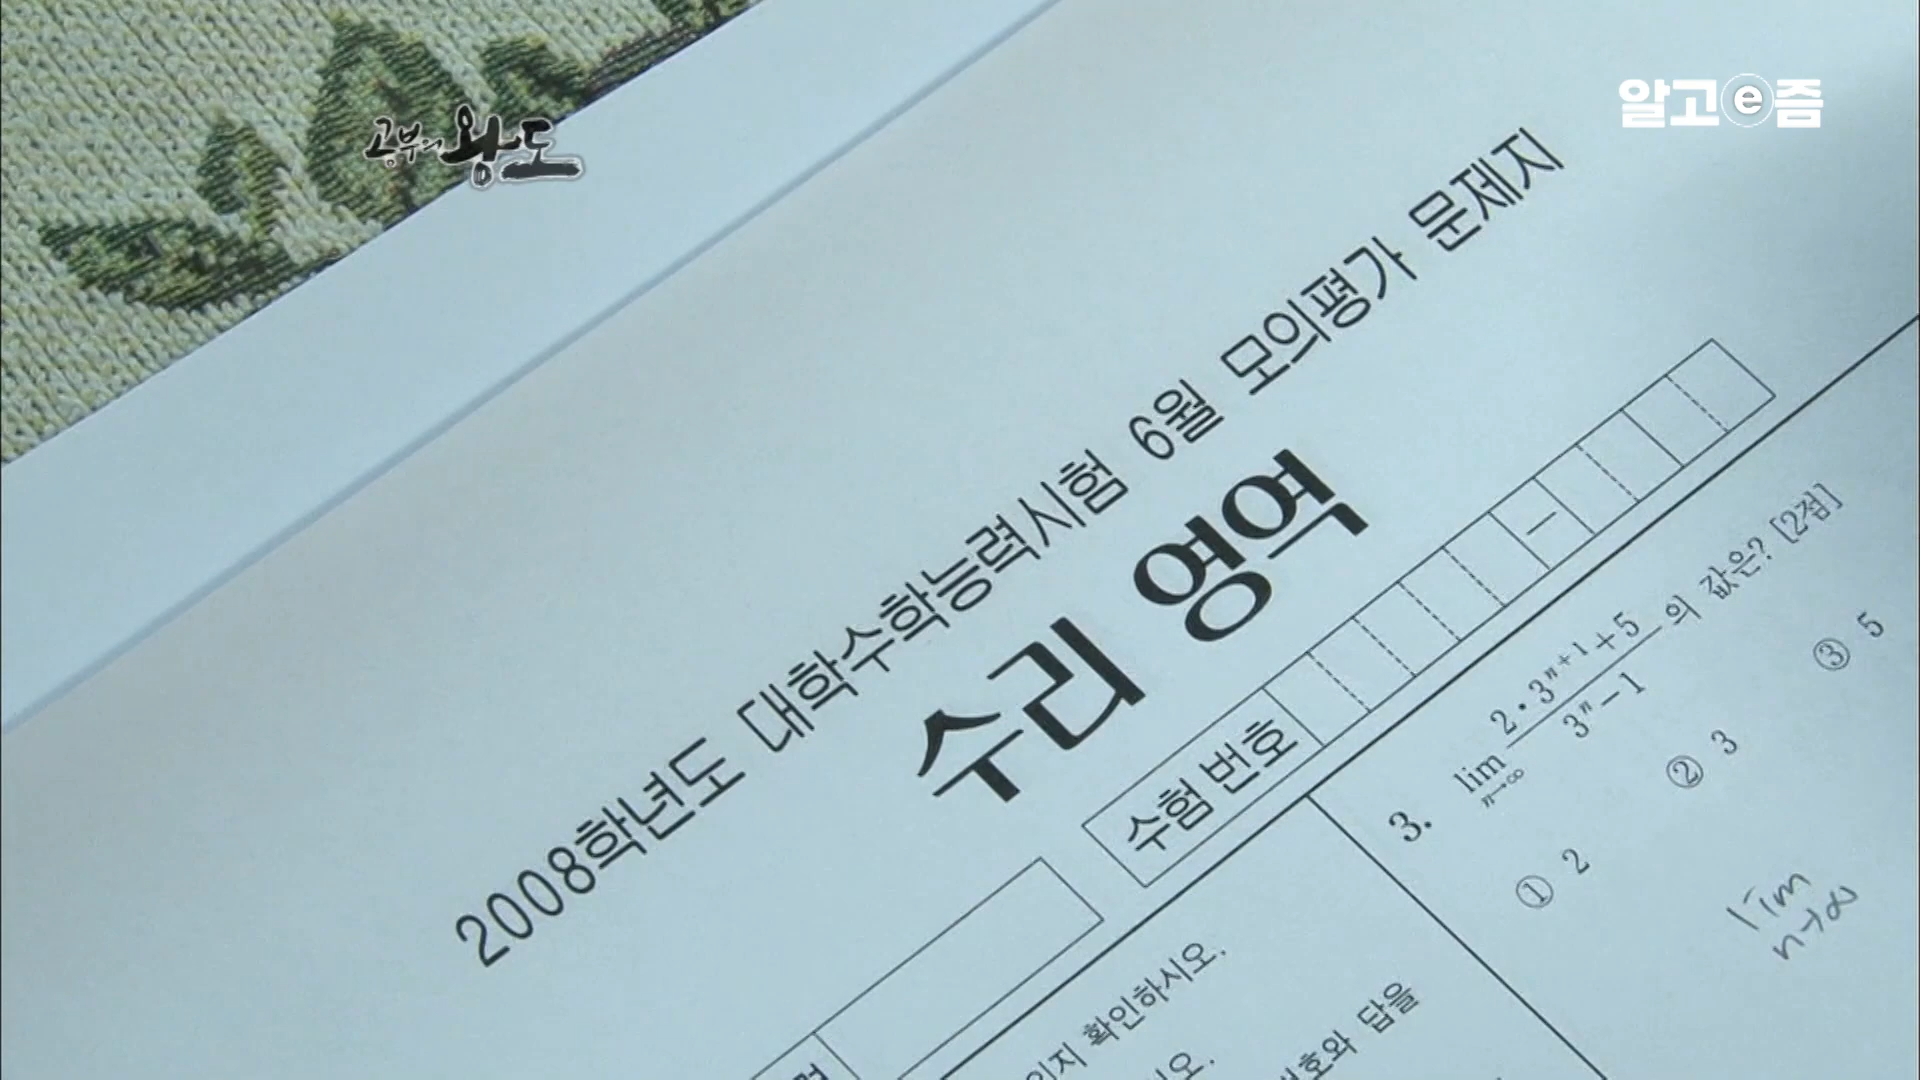 공부의 왕도
알고e즘
2008학년도 대학수학능력시험 6월 모의평가 문제지
수리 영역
수험 번호
-
3. lim n→∞ (2·3^(n+1)+5)/(3^n-1) 의 값은? [2점]
① 2 ② 3 ③ 5
lim
n→∞
확인하시오.
답을